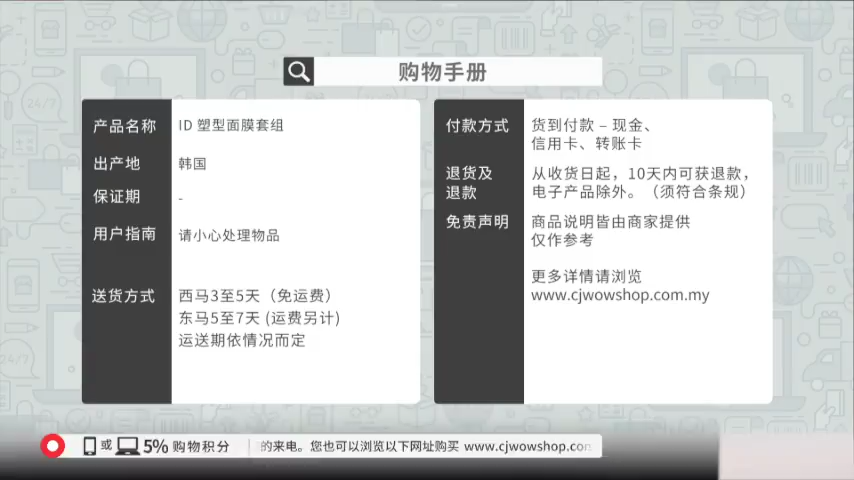 购物手册
产品名称 ID 塑型面膜套组
出产地 韩国
保证期 -
用户指南 请小心处理物品
送货方式 西马3至5天（免运费）
东马5至7天 (运费另计)
运送期依情况而定
付款方式 货到付款 – 现金、
信用卡、转账卡
退货及 从收货日起，10天内可获退款，
退款 电子产品除外。（须符合条规）
免责声明 商品说明皆由商家提供
仅作参考
更多详情请浏览
www.cjwowshop.com.my
或 5% 购物积分 的来电。您也可以浏览以下网址购买 www.cjwowshop.com